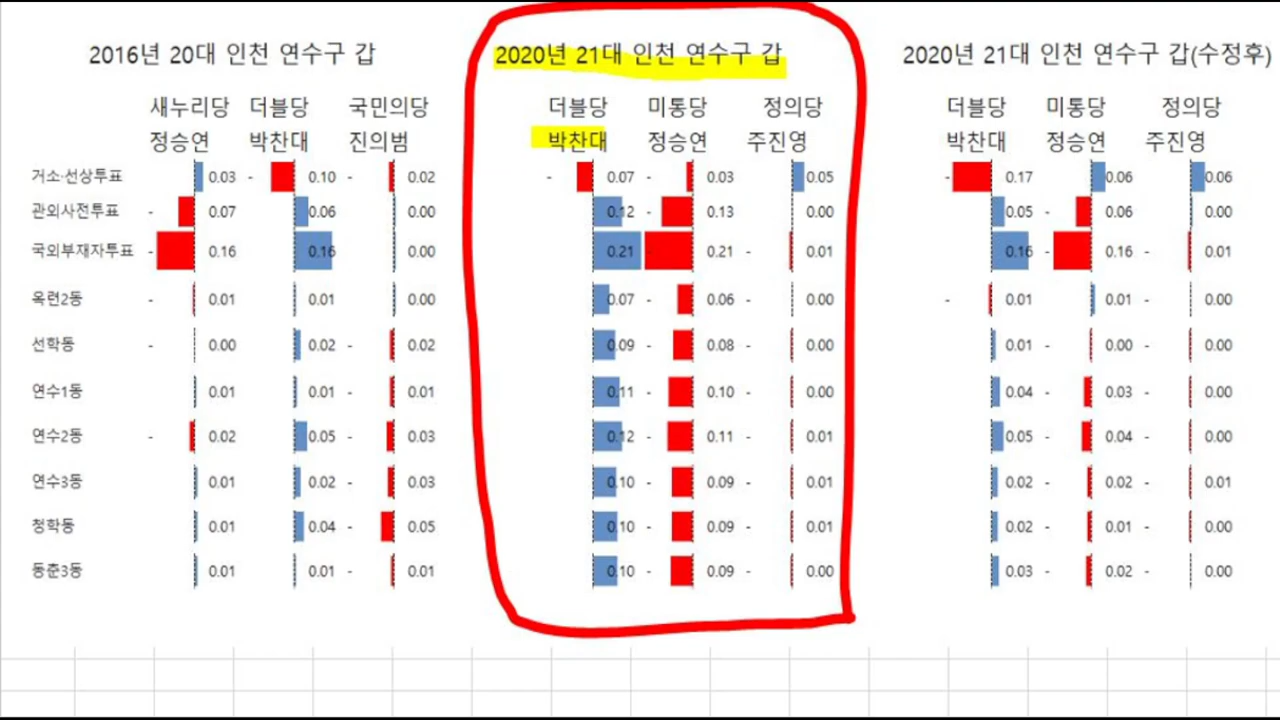 2016년 20대 인천 연수구 갑 2020년 21대 인천 연수구 갑 2020년 21대 인천 연수구 갑(수정후)
새누리당 더블당 국민의당 더블당 미통당 정의당 더블당 미통당 정의당
정승연 박찬대 진의범 박찬대 정승연 주진영 박찬대 정승연 주진영
거소·선상투표 0.03 - 0.10 0.02 - 0.07 - 0.03 0.05 - 0.17 0.06 0.06
관외사전투표 - 0.07 0.06 0.00 0.12 - 0.13 0.00 0.05 - 0.06 0.00
국외부재자투표 - 0.16 0.16 0.00 0.21 - 0.21 - 0.01 0.16 - 0.16 - 0.01
옥련2동 - 0.01 0.01 0.00 0.07 - 0.06 - 0.00 - 0.01 0.01 0.00
선학동 - 0.00 0.02 - 0.02 0.09 - 0.08 - 0.00 0.01 - 0.00 - 0.00
연수1동 0.01 0.01 - 0.01 0.11 - 0.10 - 0.00 0.04 - 0.03 - 0.00
연수2동 - 0.02 0.05 - 0.03 0.12 - 0.11 - 0.01 0.05 - 0.04 - 0.00
연수3동 0.01 0.02 - 0.03 0.10 - 0.09 - 0.01 0.02 - 0.02 - 0.01
청학동 0.01 0.04 - 0.05 0.10 - 0.09 - 0.01 0.02 - 0.01 - 0.00
동춘3동 0.01 0.01 - 0.01 0.10 - 0.09 - 0.00 0.03 - 0.02 - 0.00